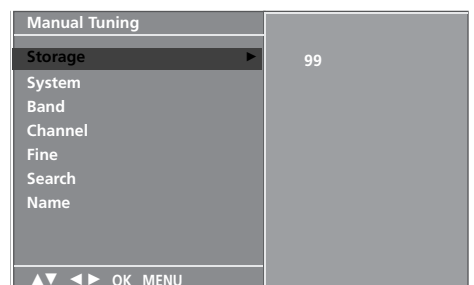 Manual Tuning
Storage ► 99
System
Band
Channel
Fine
Search
Name
▲▼ ◄► OK MENU